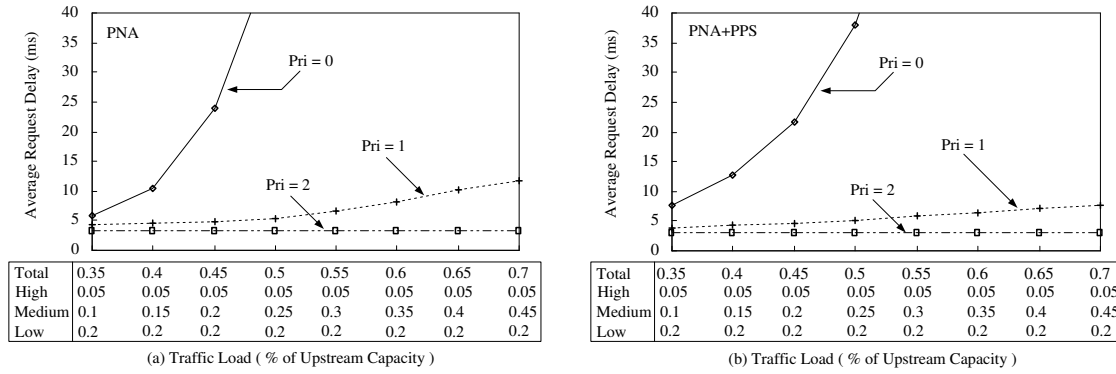 40
35
30
25
20
15
10
5
0
Average Request Delay (ms)
PNA
Pri = 0
Pri = 1
Pri = 2
Total 0.35 0.4 0.45 0.5 0.55 0.6 0.65 0.7
High 0.05 0.05 0.05 0.05 0.05 0.05 0.05 0.05
Medium 0.1 0.15 0.2 0.25 0.3 0.35 0.4 0.45
Low 0.2 0.2 0.2 0.2 0.2 0.2 0.2 0.2
(a) Traffic Load ( % of Upstream Capacity )
40
35
30
25
20
15
10
5
0
Average Request Delay (ms)
PNA+PPS
Pri = 0
Pri = 1
Pri = 2
Total 0.35 0.4 0.45 0.5 0.55 0.6 0.65 0.7
High 0.05 0.05 0.05 0.05 0.05 0.05 0.05 0.05
Medium 0.1 0.15 0.2 0.25 0.3 0.35 0.4 0.45
Low 0.2 0.2 0.2 0.2 0.2 0.2 0.2 0.2
(b) Traffic Load ( % of Upstream Capacity )